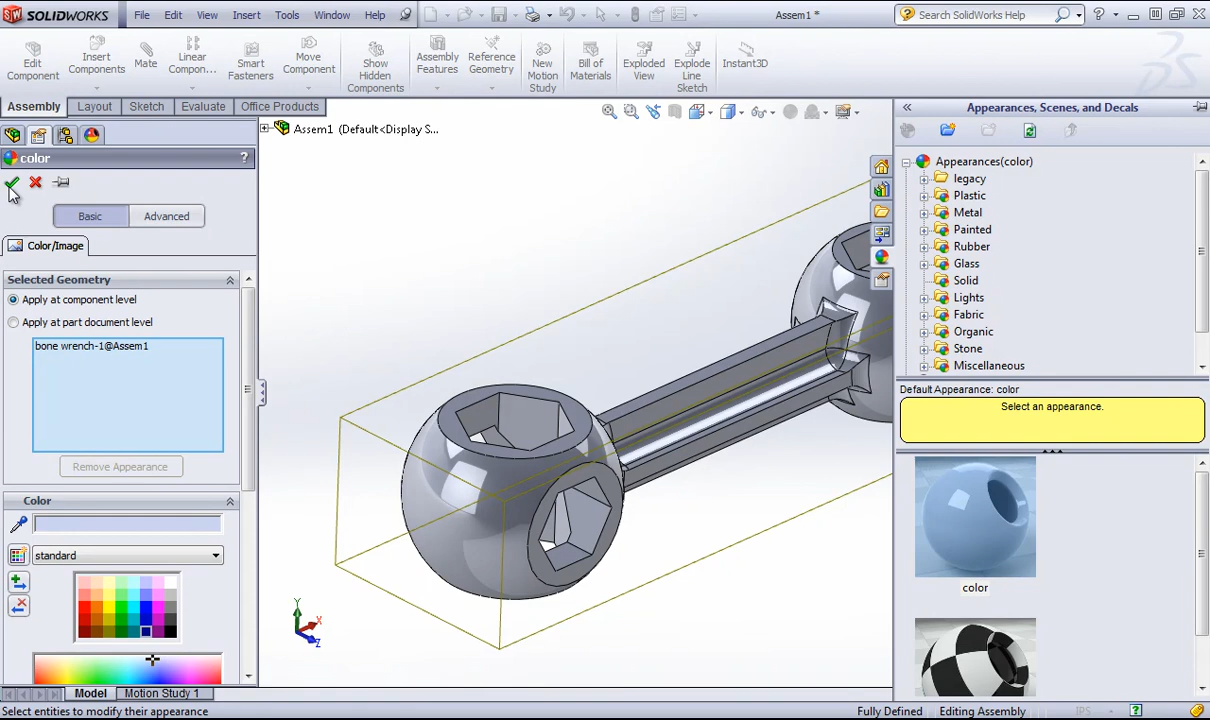 SOLIDWORKS File Edit View Insert Tools Window Help Assem1 * Search SolidWorks Help
Edit Component
Insert Components
Mate
Linear Compon...
Smart Fasteners
Move Component
Show Hidden Components
Assembly Features
Reference Geometry
New Motion Study
Bill of Materials
Exploded View
Explode Line Sketch
Instant3D
Assembly Layout Sketch Evaluate Office Products
Appearances, Scenes, and Decals
Assem1 (Default<Display S...
color ?
Basic Advanced
Color/Image
Selected Geometry
Apply at component level
Apply at part document level
bone wrench-1@Assem1
Remove Appearance
Color
standard
Y
X
Z
Appearances(color)
legacy
Plastic
Metal
Painted
Rubber
Glass
Solid
Lights
Fabric
Organic
Stone
Miscellaneous
Default Appearance: color
Select an appearance.
color
Model Motion Study 1
Select entities to modify their appearance Fully Defined Editing Assembly IPS